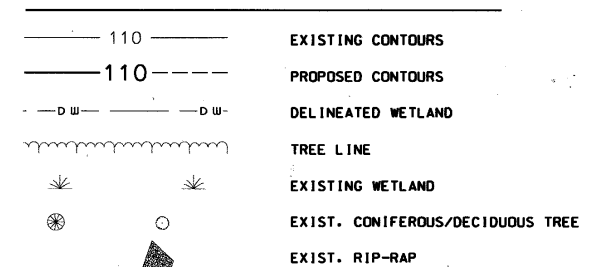 110 EXISTING CONTOURS
110 PROPOSED CONTOURS
DW DW DELINEATED WETLAND
TREE LINE
EXISTING WETLAND
EXIST. CONIFEROUS/DECIDUOUS TREE
EXIST. RIP-RAP